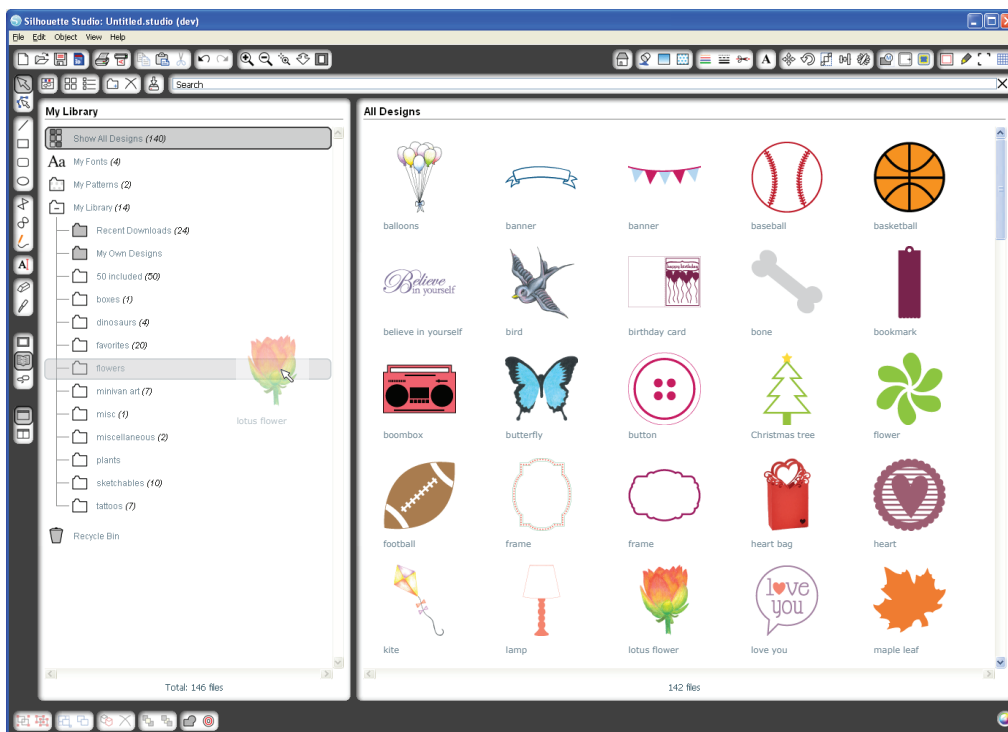 Silhouette Studio: Untitled.studio (dev)
File Edit Object View Help
A
Search
My Library
Show All Designs (140)
Aa My Fonts (4)
My Patterns (2)
My Library (14)
Recent Downloads (24)
My Own Designs
50 included (50)
boxes (1)
dinosaurs (4)
favorites (20)
flowers
minivan art (7)
misc (1)
lotus flower
miscellaneous (2)
plants
sketchables (10)
tattoos (7)
Recycle Bin
Total: 146 files
A
All Designs
balloons banner banner baseball basketball
Believe
in yourself
happy birthday
believe in yourself bird birthday card bone bookmark
boombox butterfly button Christmas tree flower
football frame frame heart bag heart
love
you
kite lamp lotus flower love you maple leaf
142 files